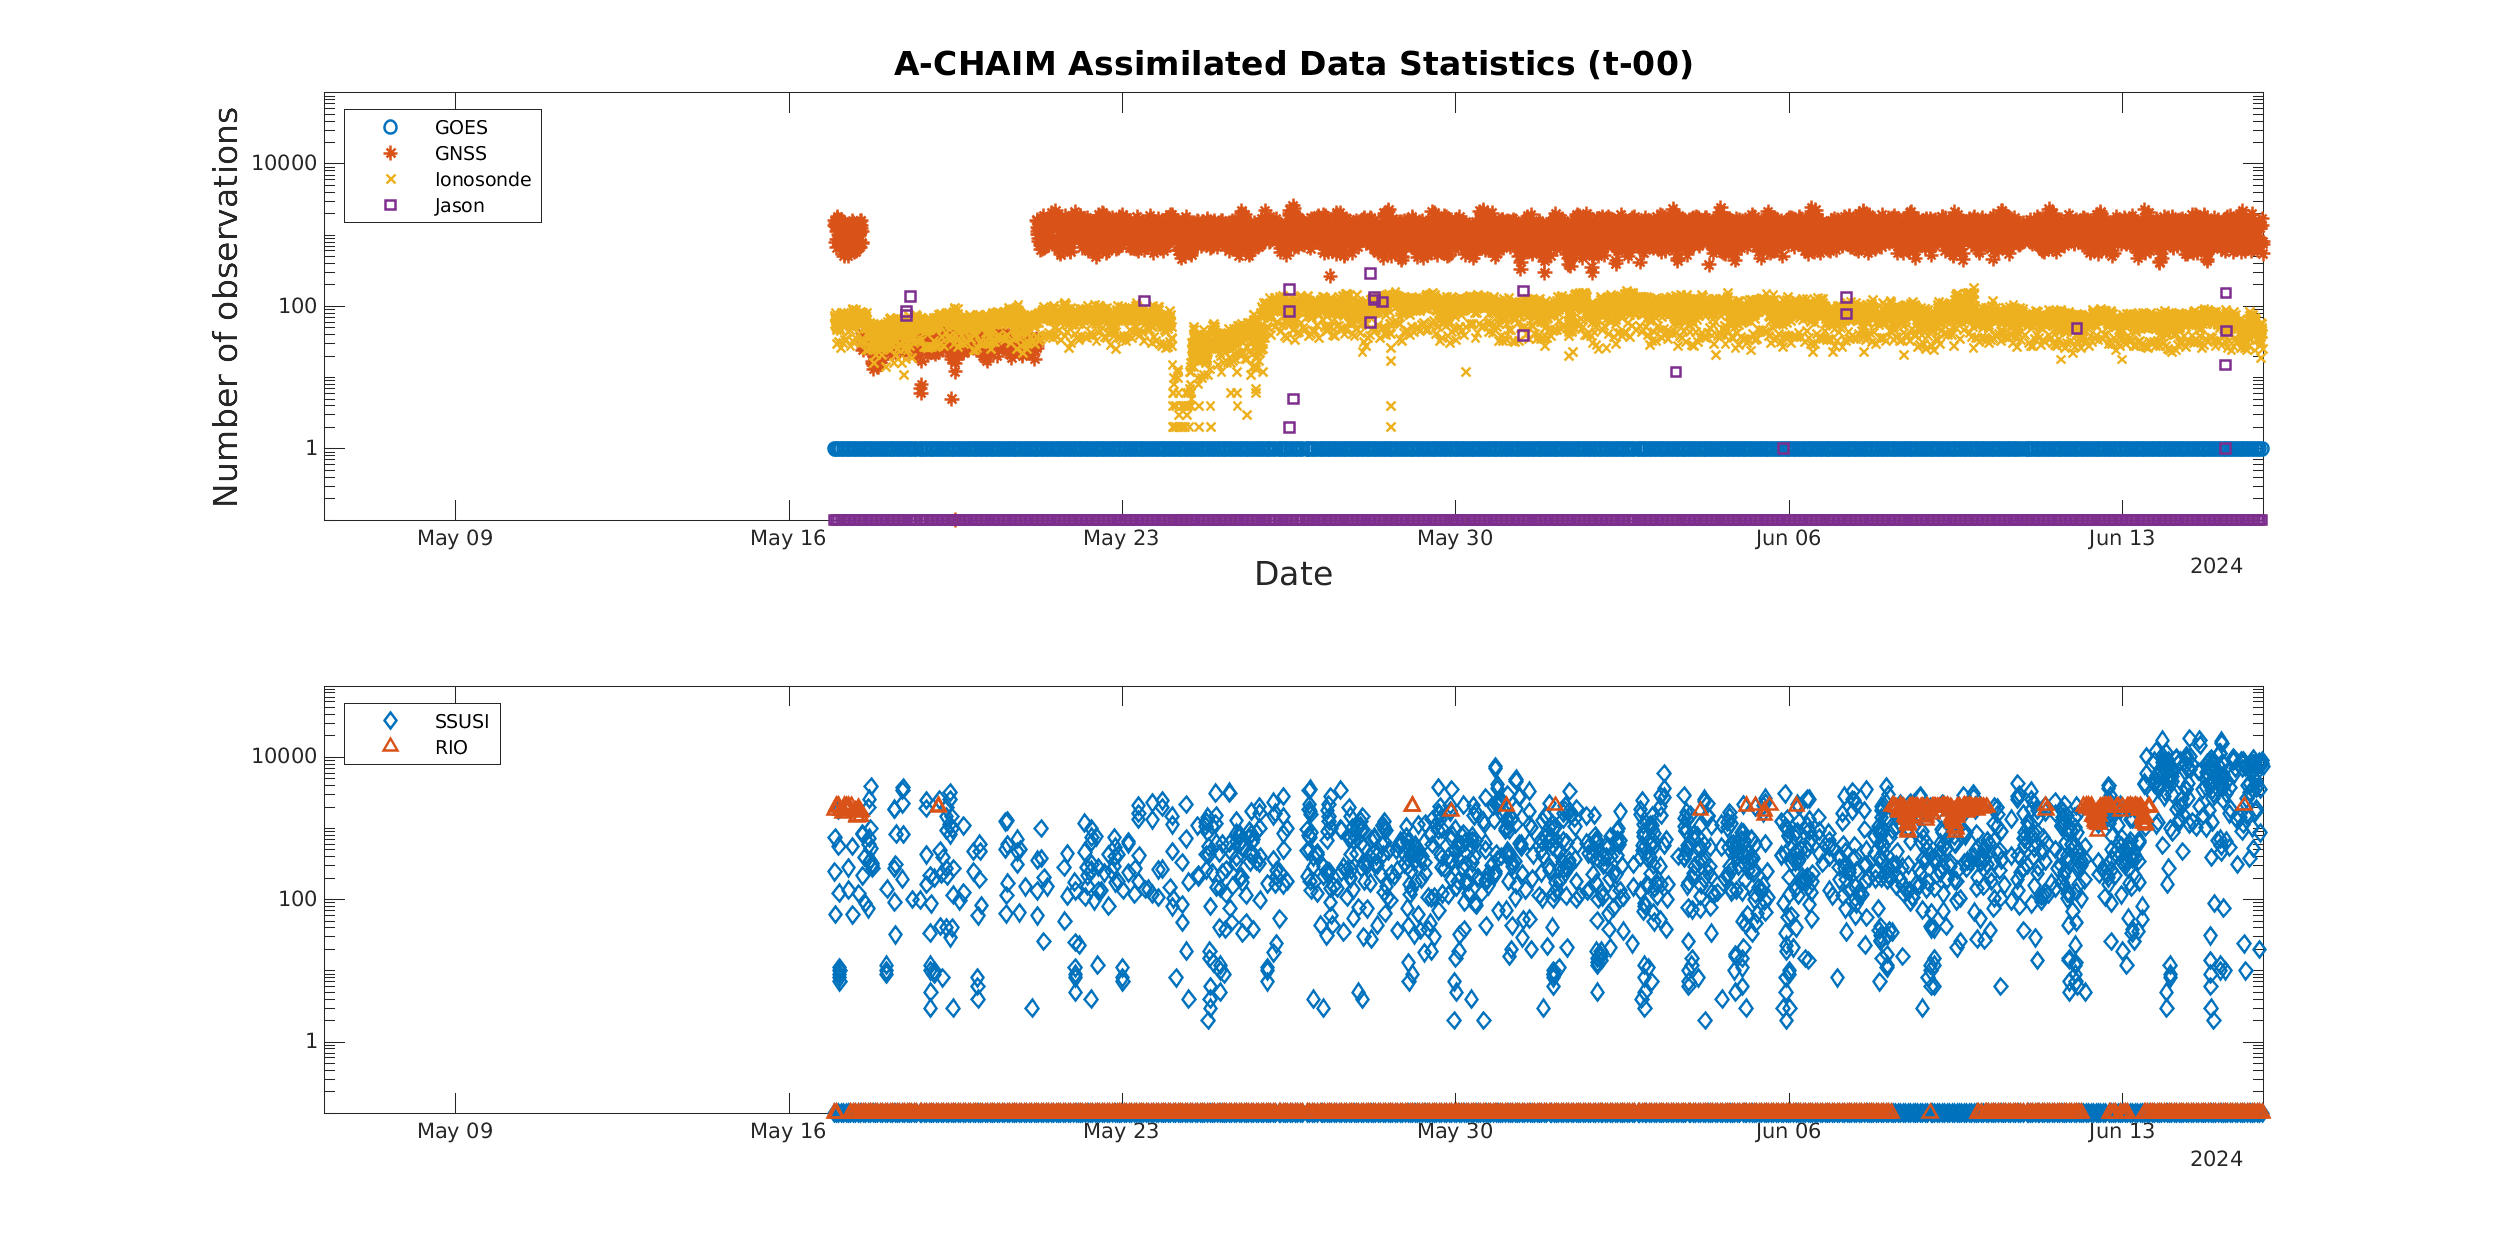 A-CHAIM Assimilated Data Statistics (t-00)
Number of observations
10000
100
1
GOES
GNSS
Ionosonde
Jason
May 09 May 16 May 23 May 30 Jun 06 Jun 13
2024
Date
10000
100
1
SSUSI
RIO
May 09 May 16 May 23 May 30 Jun 06 Jun 13
2024